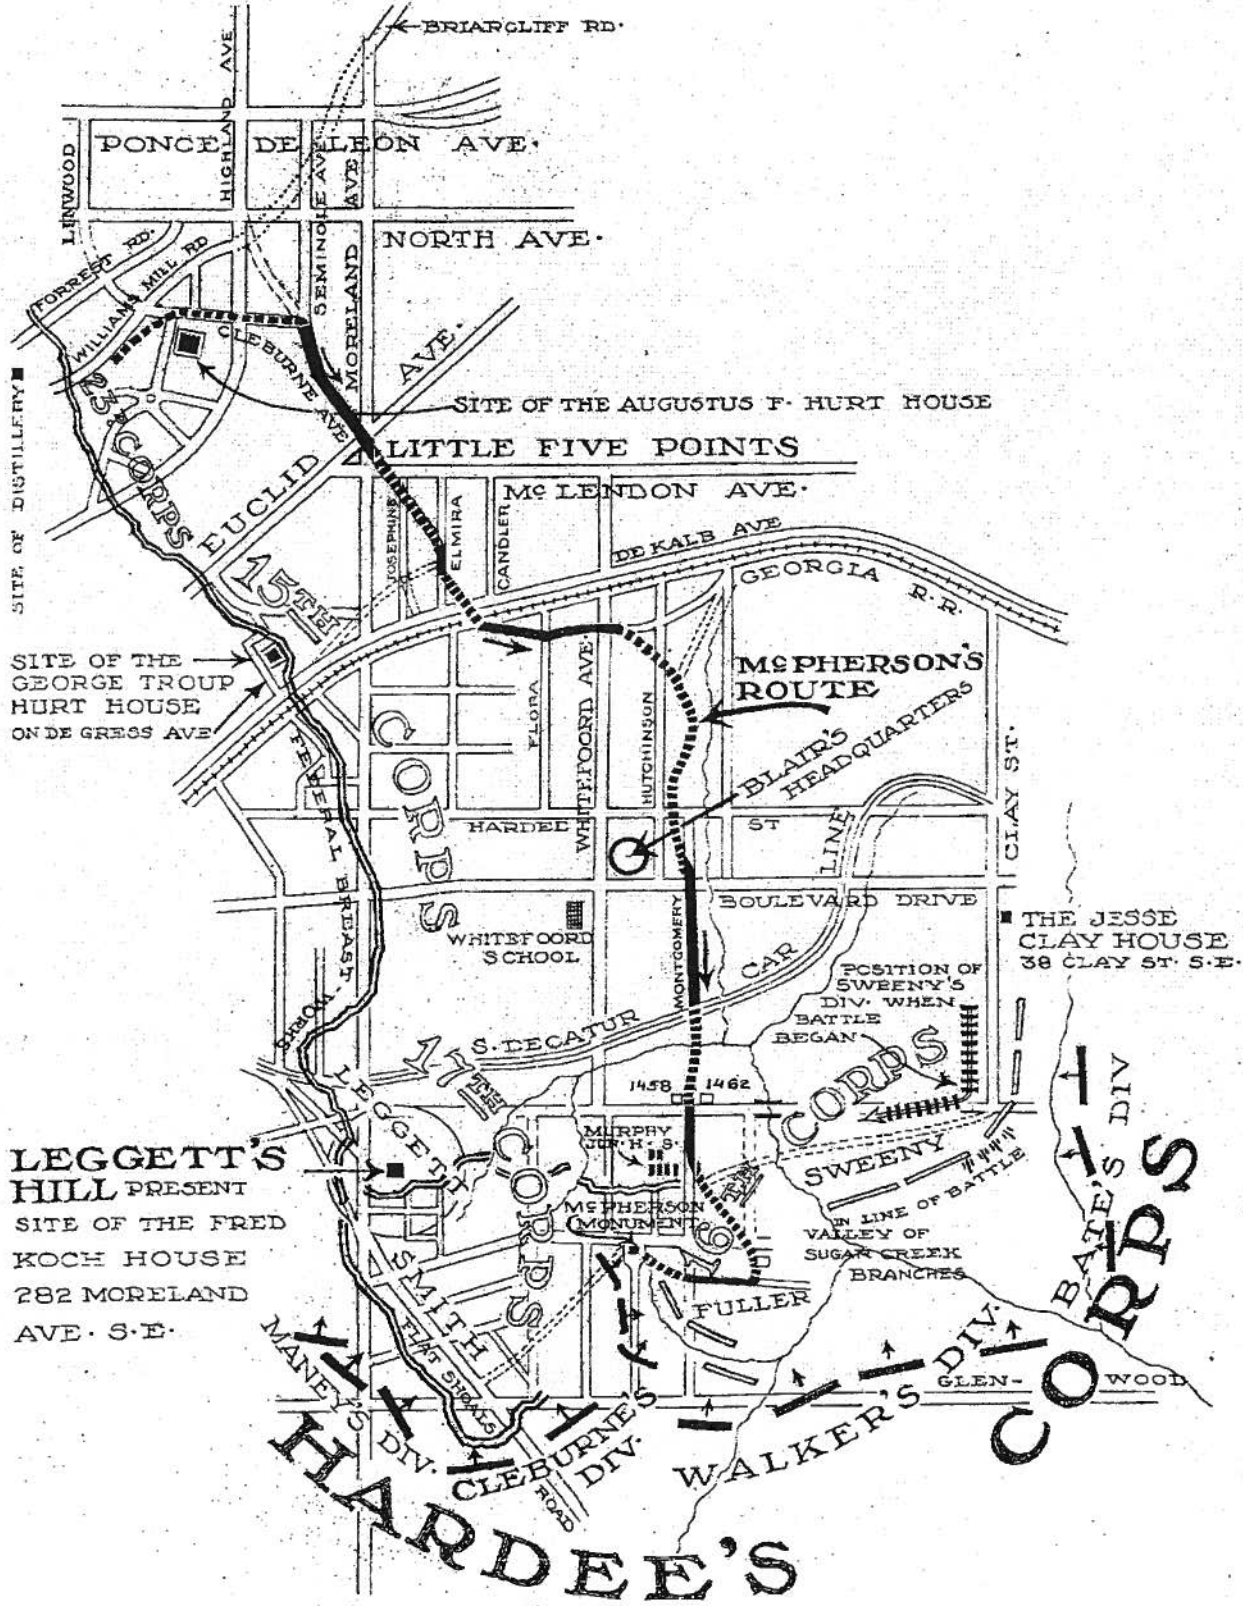 BRIARCLIFF RD.
HIGHLAND AVE
PONCE DE LEON AVE.
LINWOOD
SEMINOLE AVE
MORELAND AVE
NORTH AVE.
FORREST RD.
WILLIAMS MILL RD
CLEBURNE AVE
MORELAND
AVE.
23D. CORPS
SITE OF THE AUGUSTUS F. HURT HOUSE
SITE OF DISTILLERY
LITTLE FIVE POINTS
EUCLID
McLENDON AVE.
JOSEPHINE
ELMIRA
CANDLER
DE KALB AVE
GEORGIA R.R.
15TH
CORPS
SITE OF THE
GEORGE TROUP
HURT HOUSE
ON DE GRESS AVE
McPHERSON'S
ROUTE
FLORA
WHITEFOORD AVE.
HUTCHINSON
BLAIR'S
HEADQUARTERS
FEDERAL BREAST WORKS
HARDEE ST
CAR LINE
CLAY ST.
BOULEVARD DRIVE
WHITEFOORD
SCHOOL
MONTGOMERY
THE JESSE
CLAY HOUSE
38 CLAY ST. S.E.
POSITION OF
SWEENY'S
DIV. WHEN
BATTLE
BEGAN
S. DECATUR
17TH
CORPS
LEGGETT
1458
1462
MURPHY
JUN. H. S.
16TH
CORPS
SWEENY
IN LINE OF BATTLE
LEGGETT'S
HILL PRESENT
SITE OF THE FRED
KOCH HOUSE
282 MORELAND
AVE. S.E.
McPHERSON
MONUMENT
VALLEY OF
SUGAR CREEK
BRANCHES
FULLER
SMITH
FLAT SHOALS
ROAD
BATE'S DIV
MANEY'S DIV.
CLEBURNE'S
DIV.
WALKER'S DIV.
GLEN-WOOD
HARDEE'S
CORPS